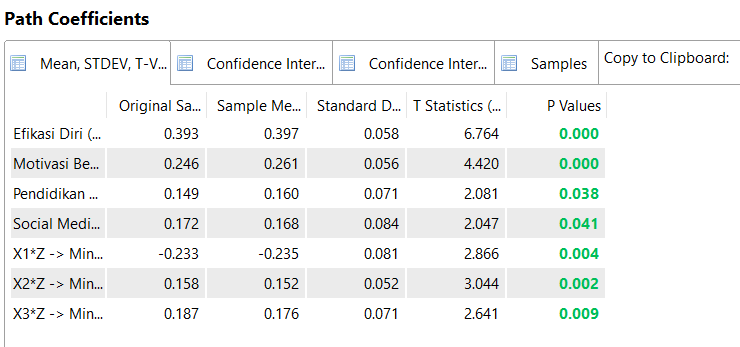 Path Coefficients
Mean, STDEV, T-V... Confidence Inter... Confidence Inter... Samples Copy to Clipboard:
Original Sa... Sample Me... Standard D... T Statistics (... P Values
Efikasi Diri (... 0.393 0.397 0.058 6.764 0.000
Motivasi Be... 0.246 0.261 0.056 4.420 0.000
Pendidikan ... 0.149 0.160 0.071 2.081 0.038
Social Medi... 0.172 0.168 0.084 2.047 0.041
X1*Z -> Min... -0.233 -0.235 0.081 2.866 0.004
X2*Z -> Min... 0.158 0.152 0.052 3.044 0.002
X3*Z -> Min... 0.187 0.176 0.071 2.641 0.009